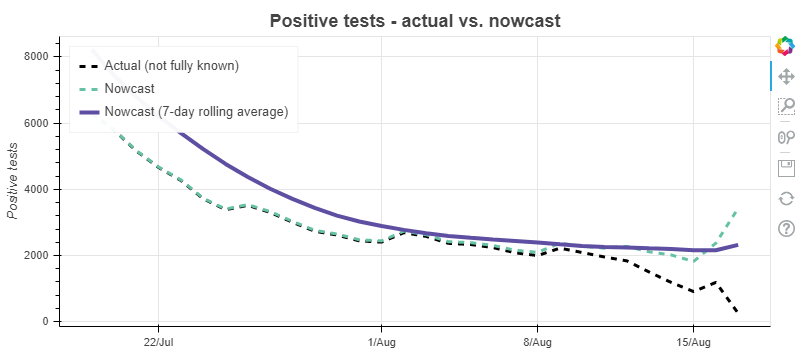 Positive tests - actual vs. nowcast
Actual (not fully known)
Nowcast
Nowcast (7-day rolling average)
Positive tests
8000
6000
4000
2000
0
22/Jul
1/Aug
8/Aug
15/Aug